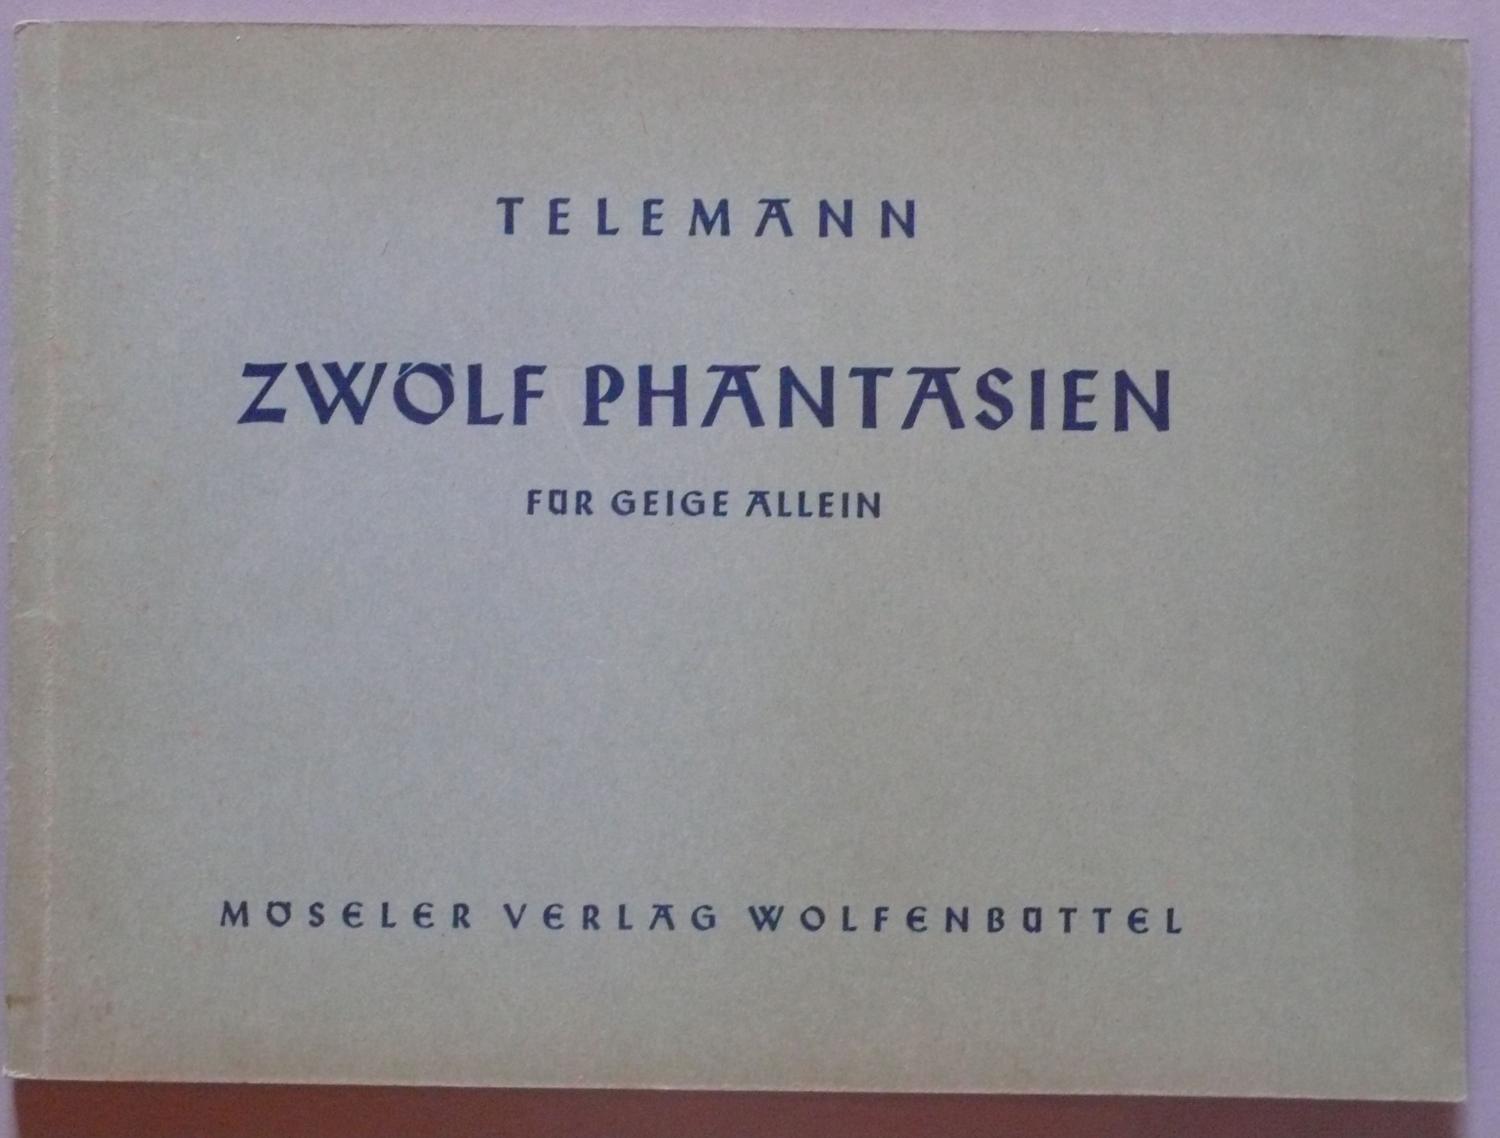 TELEMANN
ZWÖLF PHANTASIEN
FÜR GEIGE ALLEIN
MÖSELER VERLAG WOLFENBÜTTEL